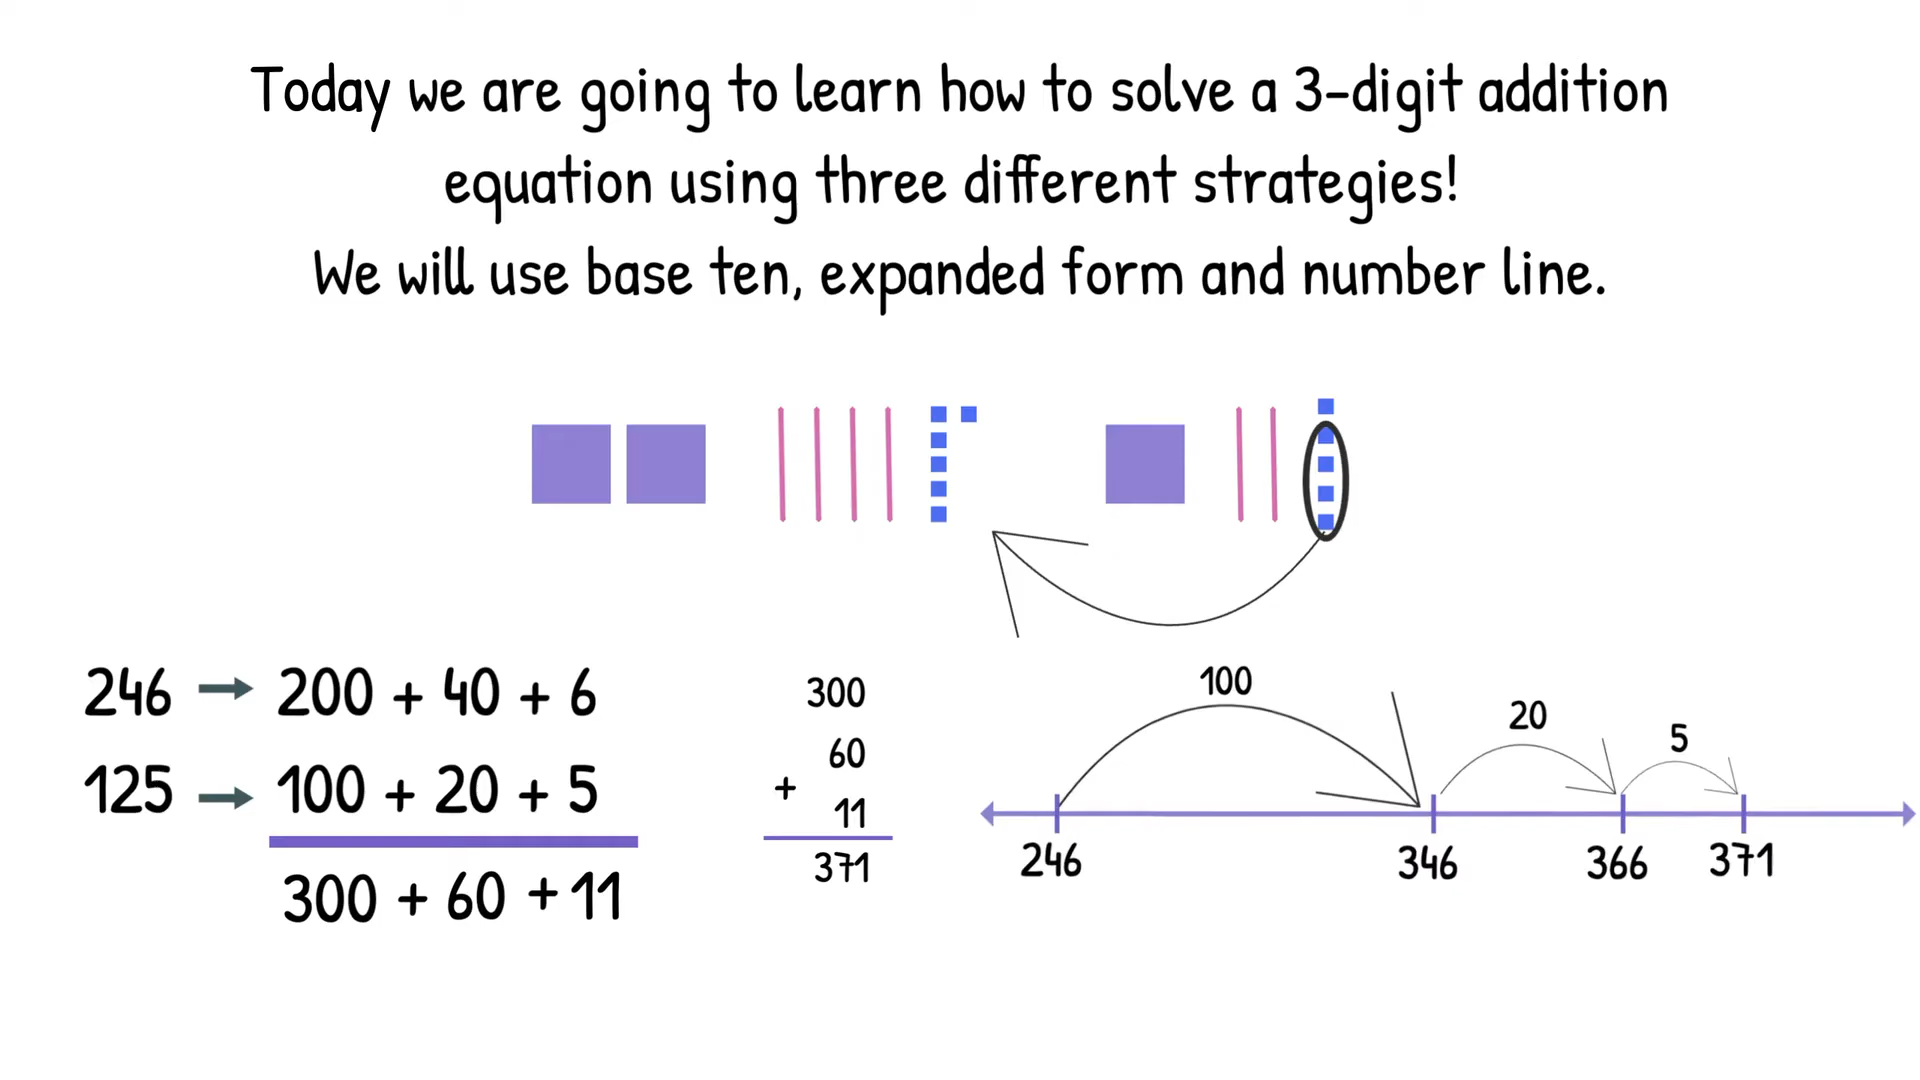 Today we are going to learn how to solve a 3-digit addition
equation using three different strategies!
We will use base ten, expanded form and number line.
246 → 200 + 40 + 6
125 → 100 + 20 + 5
300 + 60 + 11
300
60
+ 11
371
100
20
5
246
346
366
371